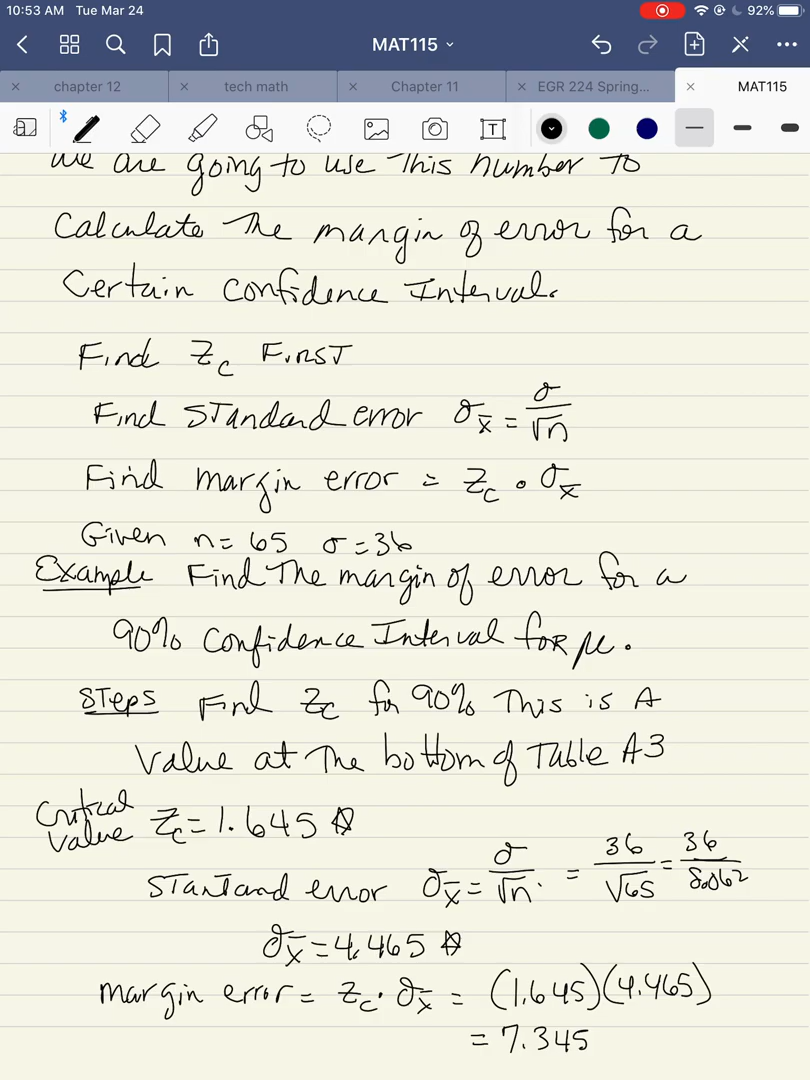 10:53 AM Tue Mar 24 92%
MAT115
chapter 12 tech math Chapter 11 EGR 224 Spring... MAT115
T
we are going to use this number to
Calculate the margin of error for a
Certain confidence Interval.
Find Zc First
Find standard error σx̄ = σ/√n
Find margin error = Zc • σx̄
Given n = 65 σ = 36
Example Find The margin of error for a
90% Confidence Interval for μ.
Steps Find Zc for 90% This is A
Value at the bottom of Table A3
Critical value Zc = 1.645 ☆
Stantand error σx̄ = σ/√n. = 36/√65 = 36/8.062
σx̄ = 4.465 ☆
margin error = Zc • σx̄ = (1.645)(4.465)
= 7.345